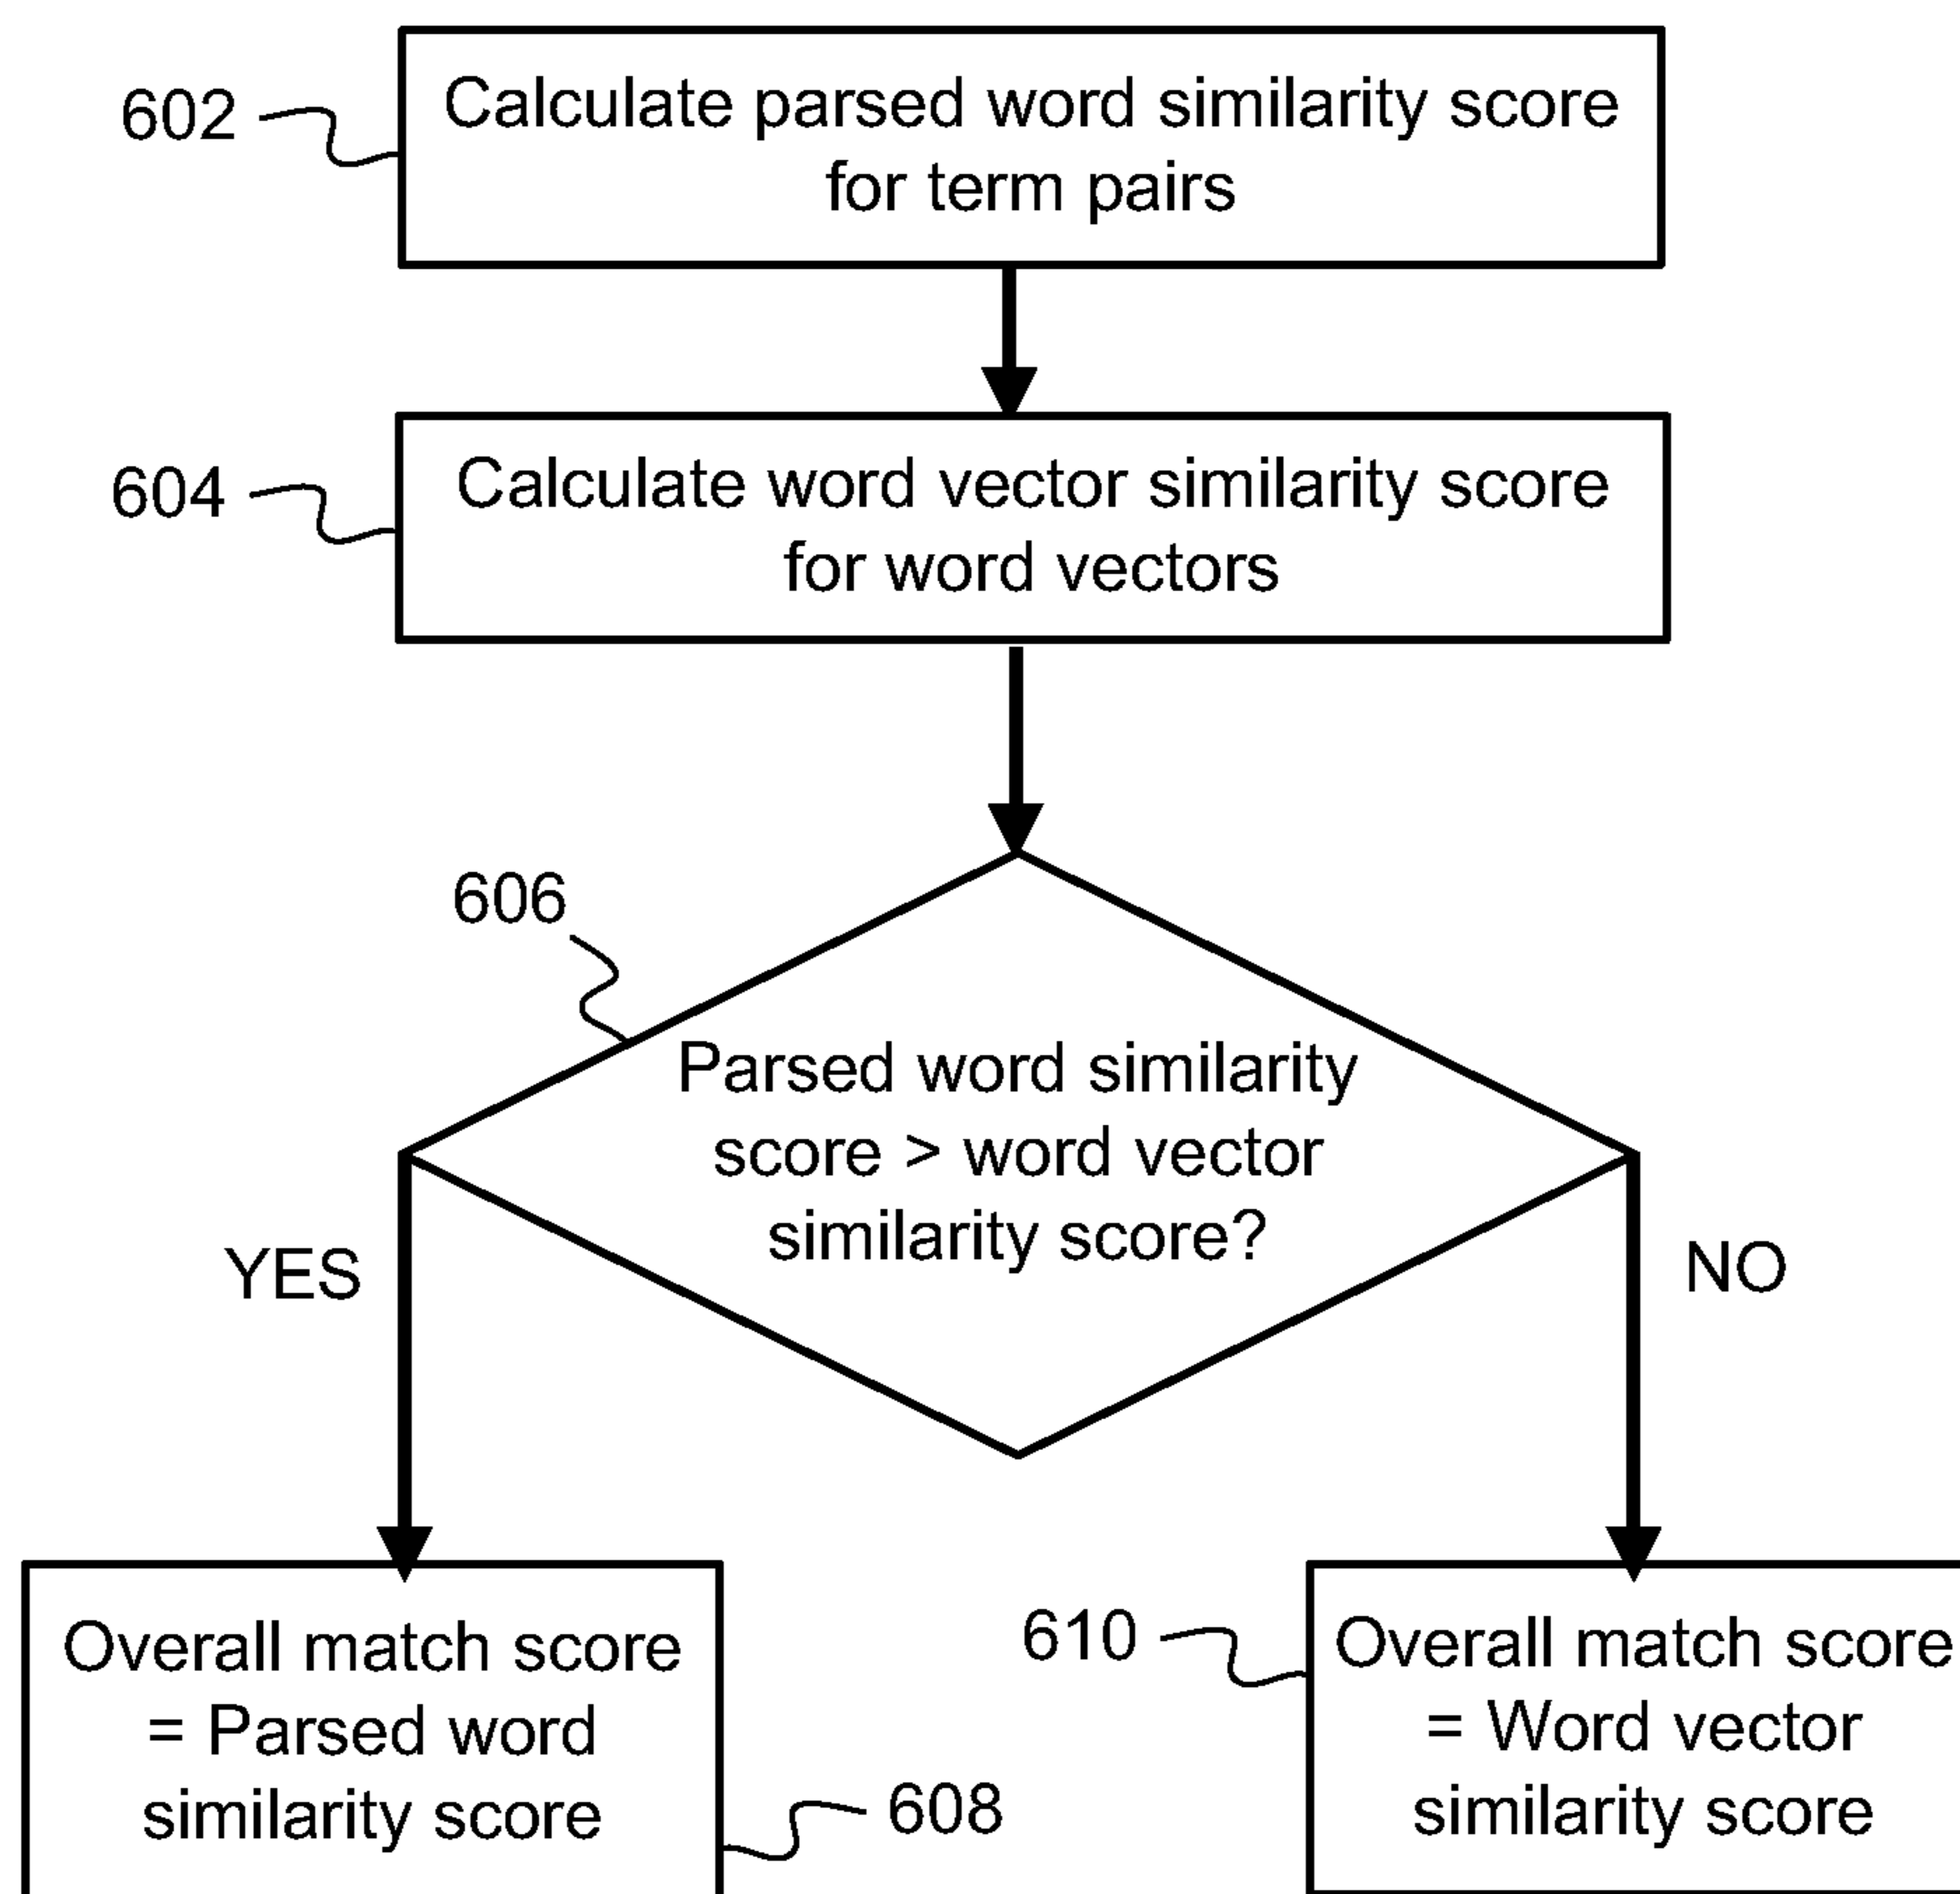 602
Calculate parsed word similarity score
for term pairs
604
Calculate word vector similarity score
for word vectors
606
Parsed word similarity
score > word vector
similarity score?
YES
NO
Overall match score
= Parsed word
similarity score
608
610
Overall match score
= Word vector
similarity score